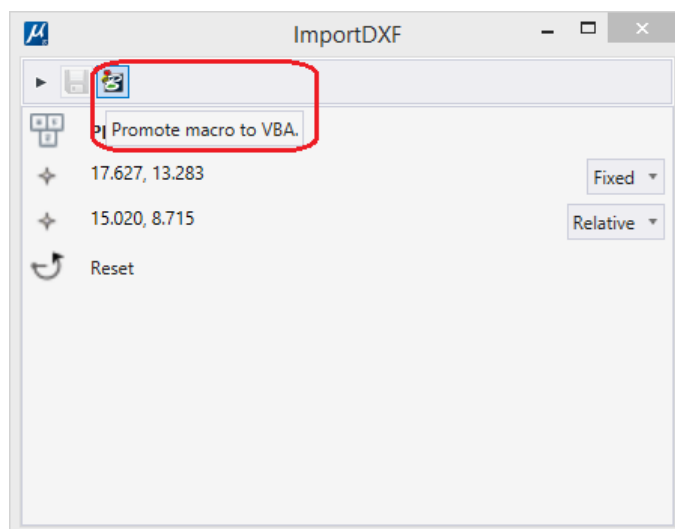 ImportDXF
Promote macro to VBA.
17.627, 13.283
Fixed
15.020, 8.715
Relative
Reset